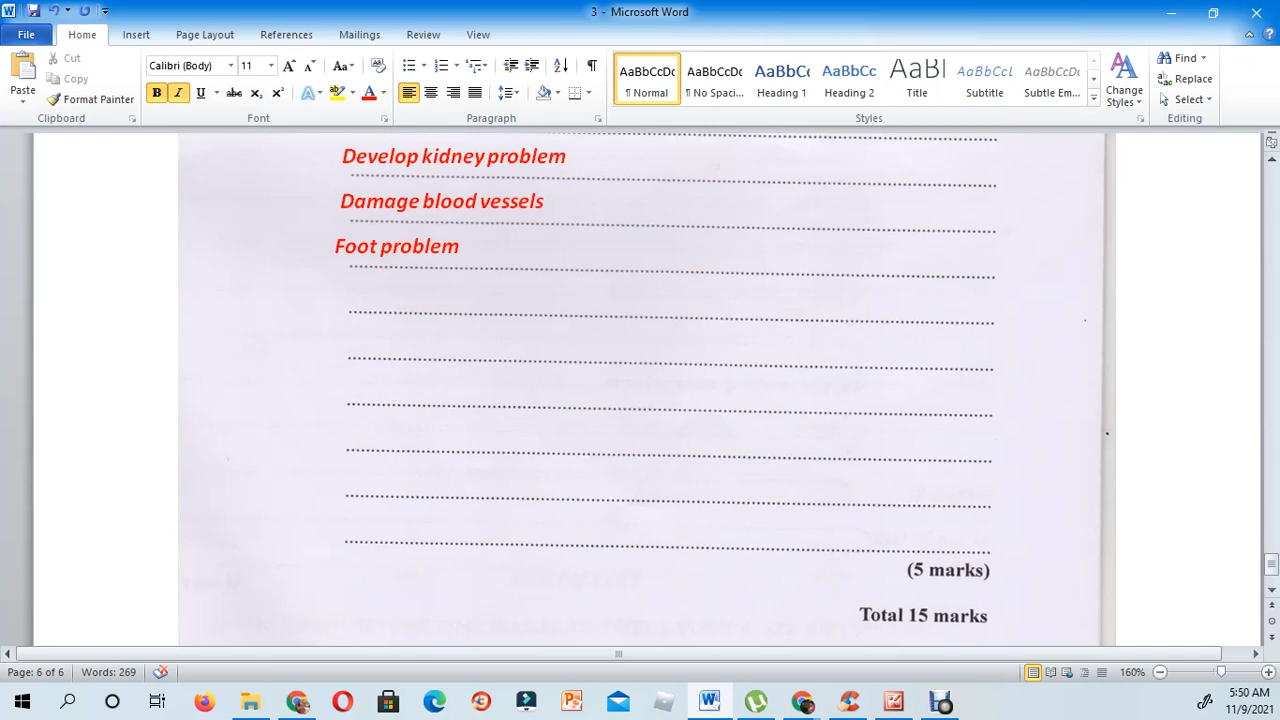 3 - Microsoft Word
File Home Insert Page Layout References Mailings Review View
Paste
Cut
Copy
Format Painter
Clipboard
Calibri (Body) 11
Font
Paragraph
AaBbCcDc AaBbCcDc AaBbCc AaBbCc AaBl AaBbCcL AaBbCcDc
¶ Normal ¶ No Spaci... Heading 1 Heading 2 Title Subtitle Subtle Em...
Styles
Change Styles
Find
Replace
Select
Editing
Develop kidney problem
Damage blood vessels
Foot problem
(5 marks)
Total 15 marks
Page: 6 of 6 Words: 269 160%
5:50 AM
11/9/2021